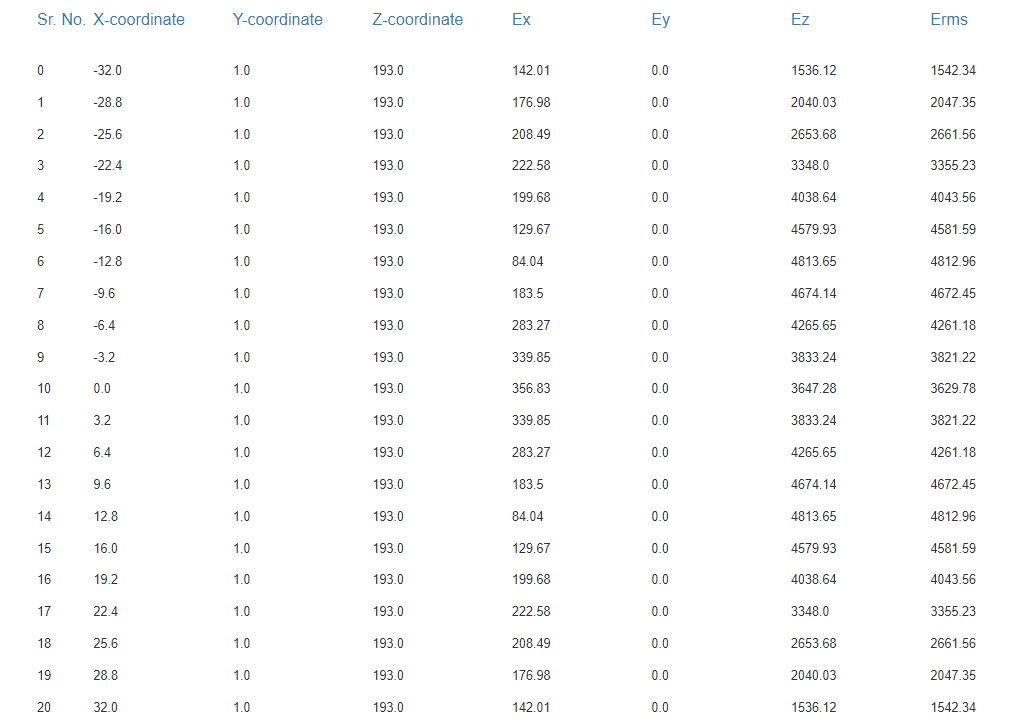 Sr. No. X-coordinate Y-coordinate Z-coordinate Ex Ey Ez Erms
0 -32.0 1.0 193.0 142.01 0.0 1536.12 1542.34
1 -28.8 1.0 193.0 176.98 0.0 2040.03 2047.35
2 -25.6 1.0 193.0 208.49 0.0 2653.68 2661.56
3 -22.4 1.0 193.0 222.58 0.0 3348.0 3355.23
4 -19.2 1.0 193.0 199.68 0.0 4038.64 4043.56
5 -16.0 1.0 193.0 129.67 0.0 4579.93 4581.59
6 -12.8 1.0 193.0 84.04 0.0 4813.65 4812.96
7 -9.6 1.0 193.0 183.5 0.0 4674.14 4672.45
8 -6.4 1.0 193.0 283.27 0.0 4265.65 4261.18
9 -3.2 1.0 193.0 339.85 0.0 3833.24 3821.22
10 0.0 1.0 193.0 356.83 0.0 3647.28 3629.78
11 3.2 1.0 193.0 339.85 0.0 3833.24 3821.22
12 6.4 1.0 193.0 283.27 0.0 4265.65 4261.18
13 9.6 1.0 193.0 183.5 0.0 4674.14 4672.45
14 12.8 1.0 193.0 84.04 0.0 4813.65 4812.96
15 16.0 1.0 193.0 129.67 0.0 4579.93 4581.59
16 19.2 1.0 193.0 199.68 0.0 4038.64 4043.56
17 22.4 1.0 193.0 222.58 0.0 3348.0 3355.23
18 25.6 1.0 193.0 208.49 0.0 2653.68 2661.56
19 28.8 1.0 193.0 176.98 0.0 2040.03 2047.35
20 32.0 1.0 193.0 142.01 0.0 1536.12 1542.34